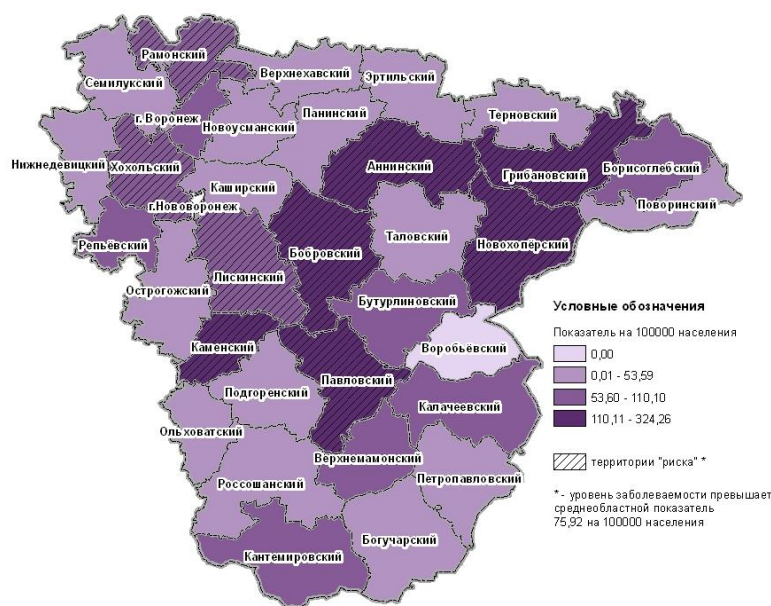 Рамонский
Семилукский
Верхнехавский
Эртильский
г. Воронеж
Новоусманский
Панинский
Терновский
Нижнедевицкий
Хохольский
Аннинский
Грибановский
Борисоглебский
Каширский
Поворинский
г.Нововоронеж
Репьёвский
Бобровский
Таловский
Новохопёрский
Лискинский
Острогожский
Бутурлиновский
Каменский
Воробьёвский
Павловский
Подгоренский
Калачеевский
Ольховатский
Верхнемамонский
Петропавловский
Россошанский
Богучарский
Кантемировский
Условные обозначения
Показатель на 100000 населения
0,00
0,01 - 53,59
53,60 - 110,10
110,11 - 324,26
территории "риска" *
* - уровень заболеваемости превышает
среднеобластной показатель
75,92 на 100000 населения